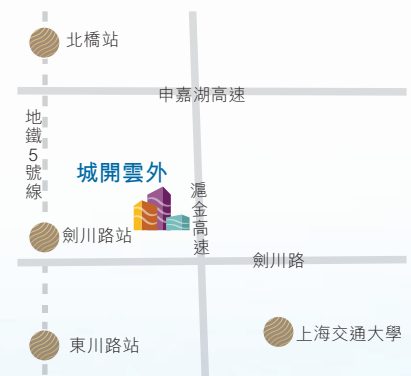 北橋站
申嘉湖高速
地鐵5號線
城開雲外
滬金高速
劍川路站
劍川路
上海交通大學
東川路站